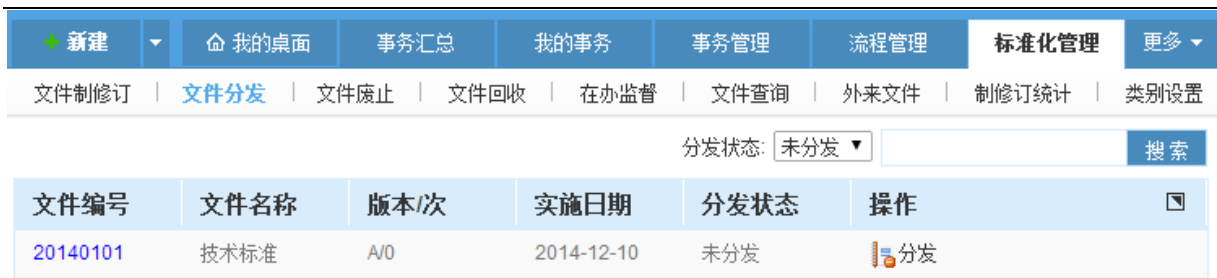 新建 我的桌面 事务汇总 我的事务 事务管理 流程管理 标准化管理 更多
文件制修订 文件分发 文件废止 文件回收 在办监督 文件查询 外来文件 制修订统计 类别设置
分发状态: 未分发 搜索
文件编号 文件名称 版本/次 实施日期 分发状态 操作
20140101 技术标准 A/0 2014-12-10 未分发 分发